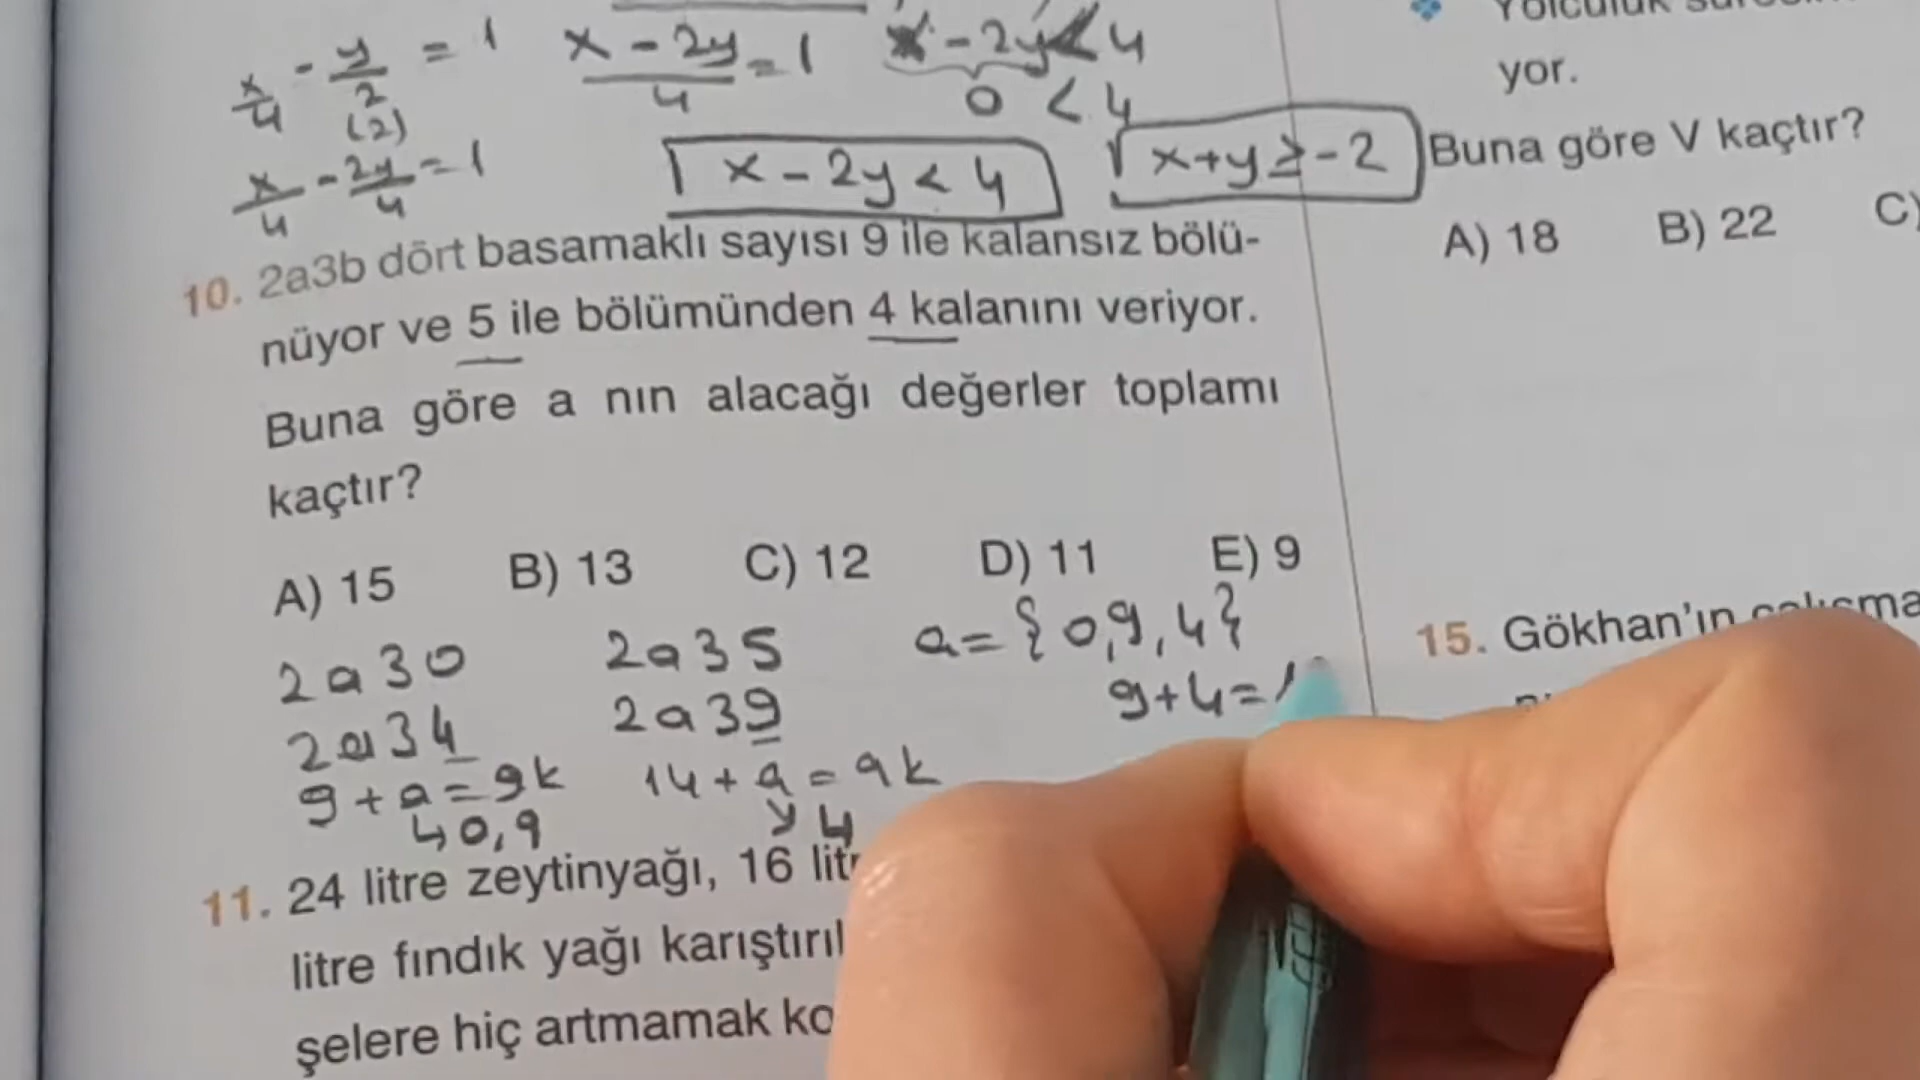 x/4 - y/2 = 1
(2)
x/4 - 2y/4 = 1
x - 2y/4 = 1
x - 2y < 4
x - 2y < 4
0 < 4
x+y ≥ -2
10. 2a3b dört basamaklı sayısı 9 ile kalansız bölü-
nüyor ve 5 ile bölümünden 4 kalanını veriyor.
Buna göre a nın alacağı değerler toplamı
kaçtır?
A) 15 B) 13 C) 12 D) 11 E) 9
2a30 2a35 a={0,9,4}
2a34 2a39 9+4=1
9+a=9k 14+a=9k
↳0,9 ↳4
11. 24 litre zeytinyağı, 16
litre fındık yağı
şelere hiç artmamak
yor.
Buna göre V kaçtır?
A) 18 B) 22 C)
15. Gökhan'ın